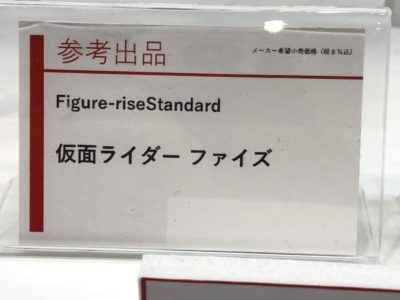 参考出品
メーカー希望小売価格（税8％込）
Figure-riseStandard
仮面ライダー ファイズ